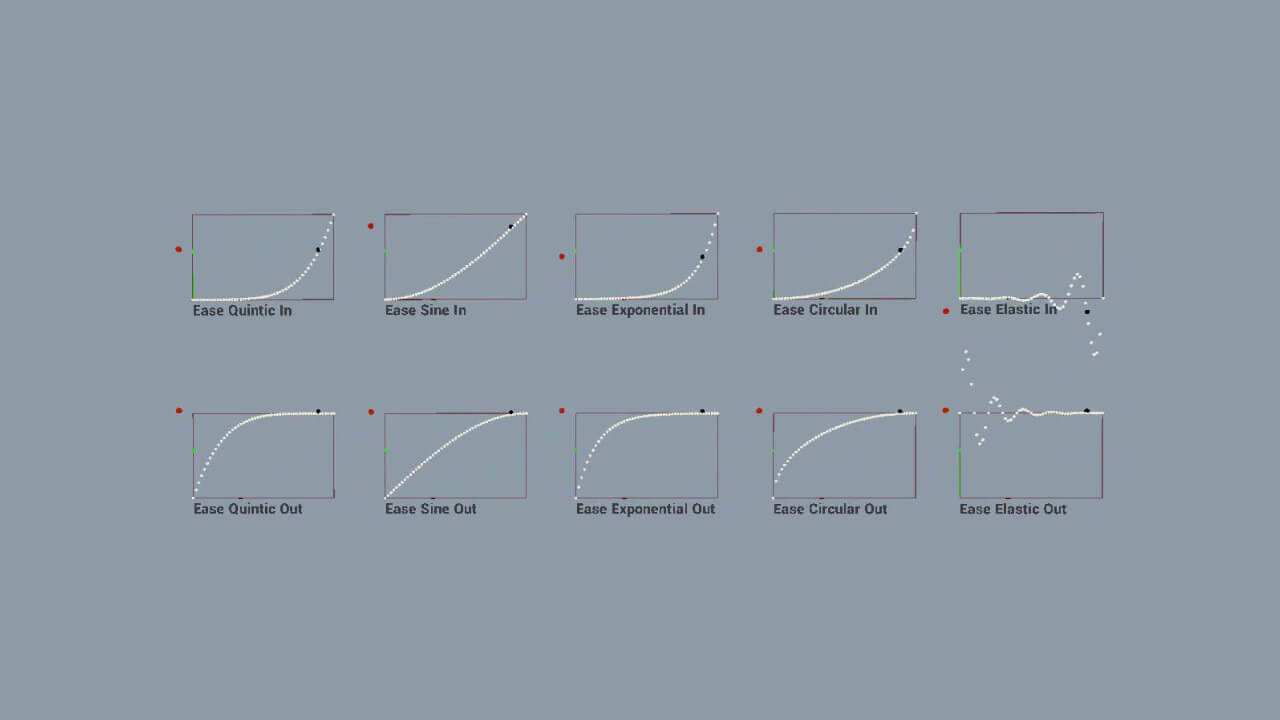 Ease Quintic In
Ease Sine In
Ease Exponential In
Ease Circular In
Ease Elastic In
Ease Quintic Out
Ease Sine Out
Ease Exponential Out
Ease Circular Out
Ease Elastic Out